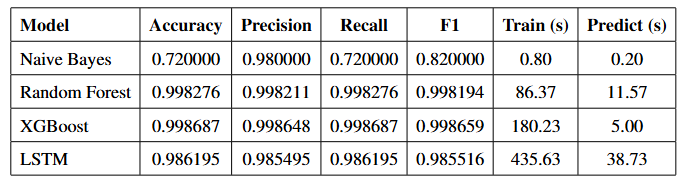 Model Accuracy Precision Recall F1 Train (s) Predict (s)
Naive Bayes 0.720000 0.980000 0.720000 0.820000 0.80 0.20
Random Forest 0.998276 0.998211 0.998276 0.998194 86.37 11.57
XGBoost 0.998687 0.998648 0.998687 0.998659 180.23 5.00
LSTM 0.986195 0.985495 0.986195 0.985516 435.63 38.73